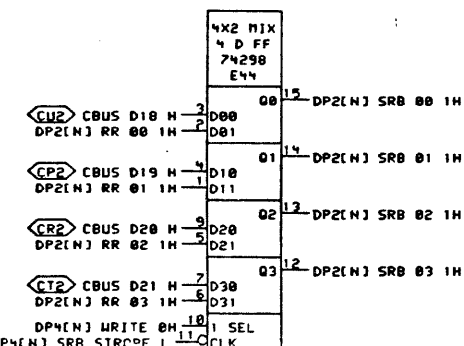 4X2 MIX
4 D FF
74298
E44
Q0 15 DP2[N] SRB 00 1H
CU2 CBUS D18 H 3 D00
DP2[N] RR 00 1H 2 D01
Q1 14 DP2[N] SRB 01 1H
CP2 CBUS D19 H 4 D10
DP2[N] RR 01 1H 1 D11
Q2 13 DP2[N] SRB 02 1H
CR2 CBUS D20 H 9 D20
DP2[N] RR 02 1H 5 D21
Q3 12 DP2[N] SRB 03 1H
CT2 CBUS D21 H 7 D30
DP2[N] RR 03 1H 6 D31
DP4[N] WRITE 0H 10 1 SEL
DP4[N] SRB STROBE L 11 CLK